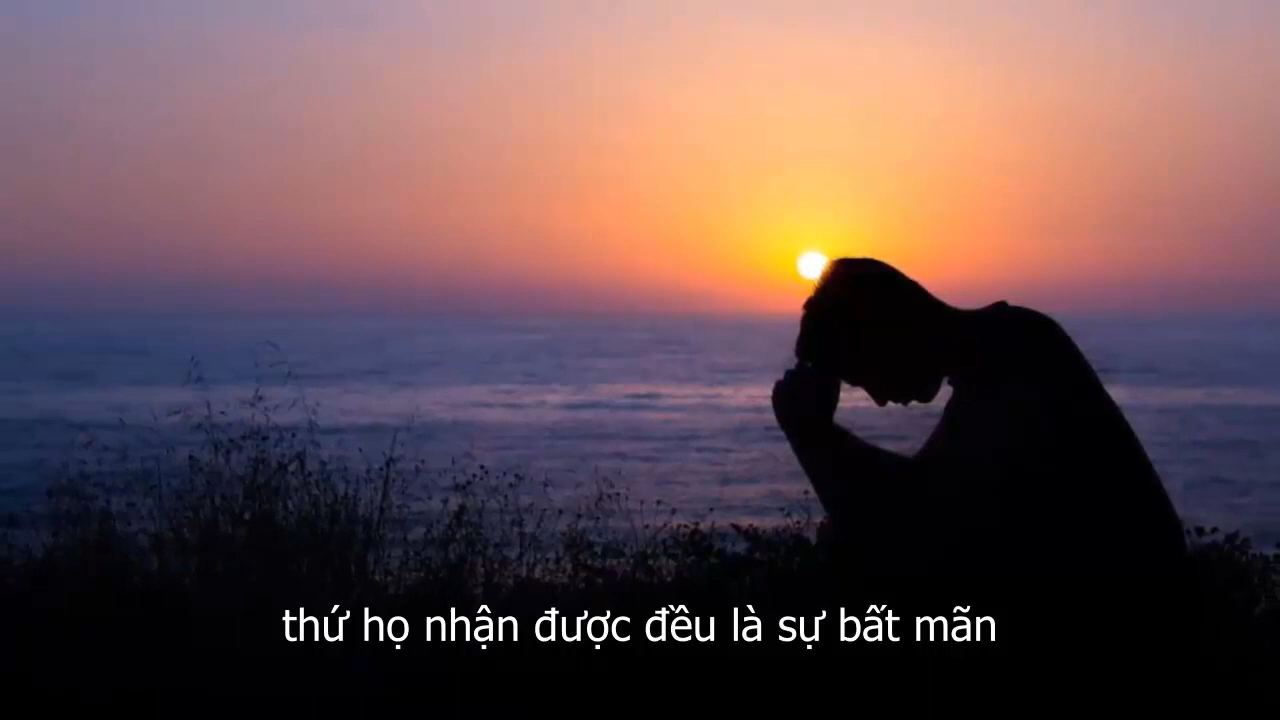 thứ họ nhận được đều là sự bất mãn